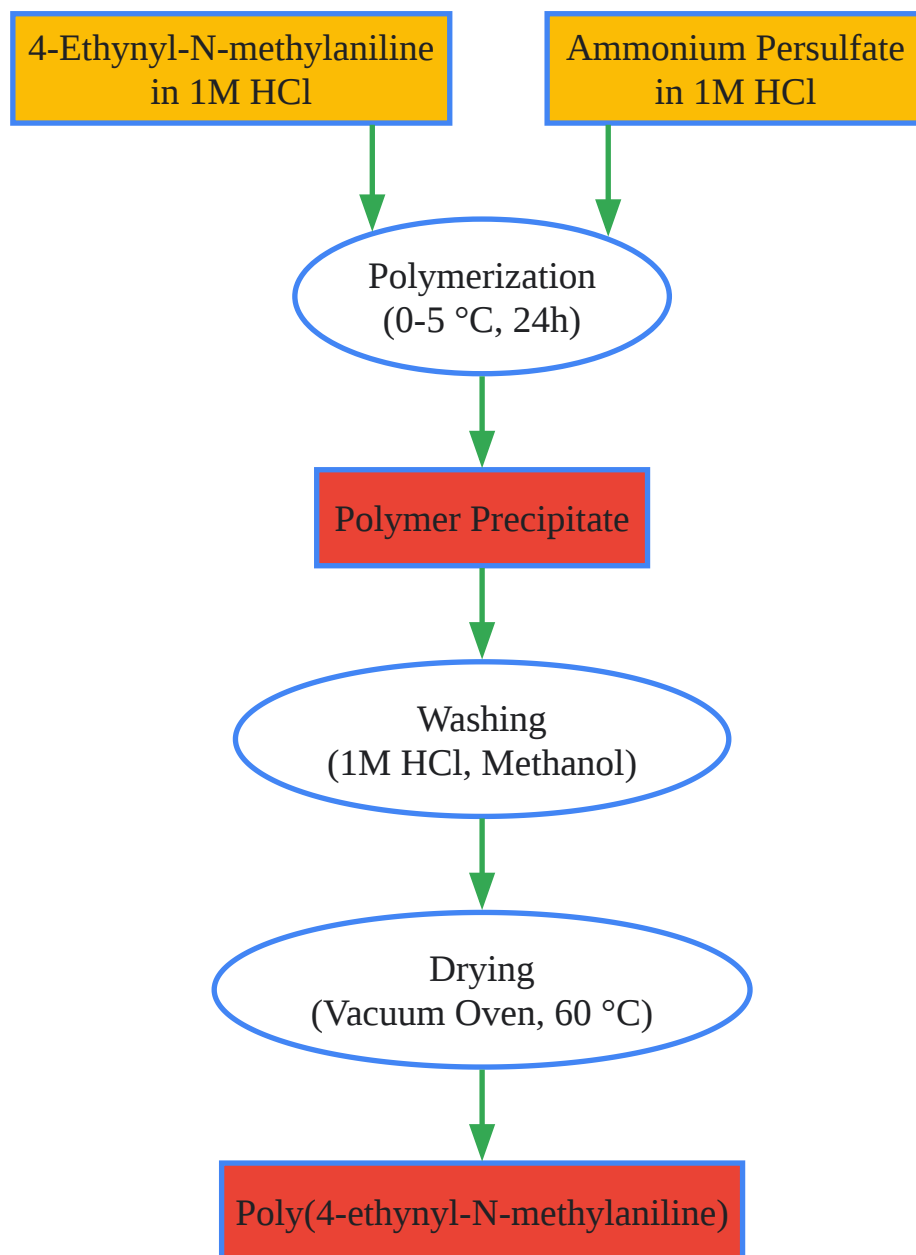 4-Ethynyl-N-methylaniline
in 1M HCl
Ammonium Persulfate
in 1M HCl
Polymerization
(0-5 °C, 24h)
Polymer Precipitate
Washing
(1M HCl, Methanol)
Drying
(Vacuum Oven, 60 °C)
Poly(4-ethynyl-N-methylaniline)